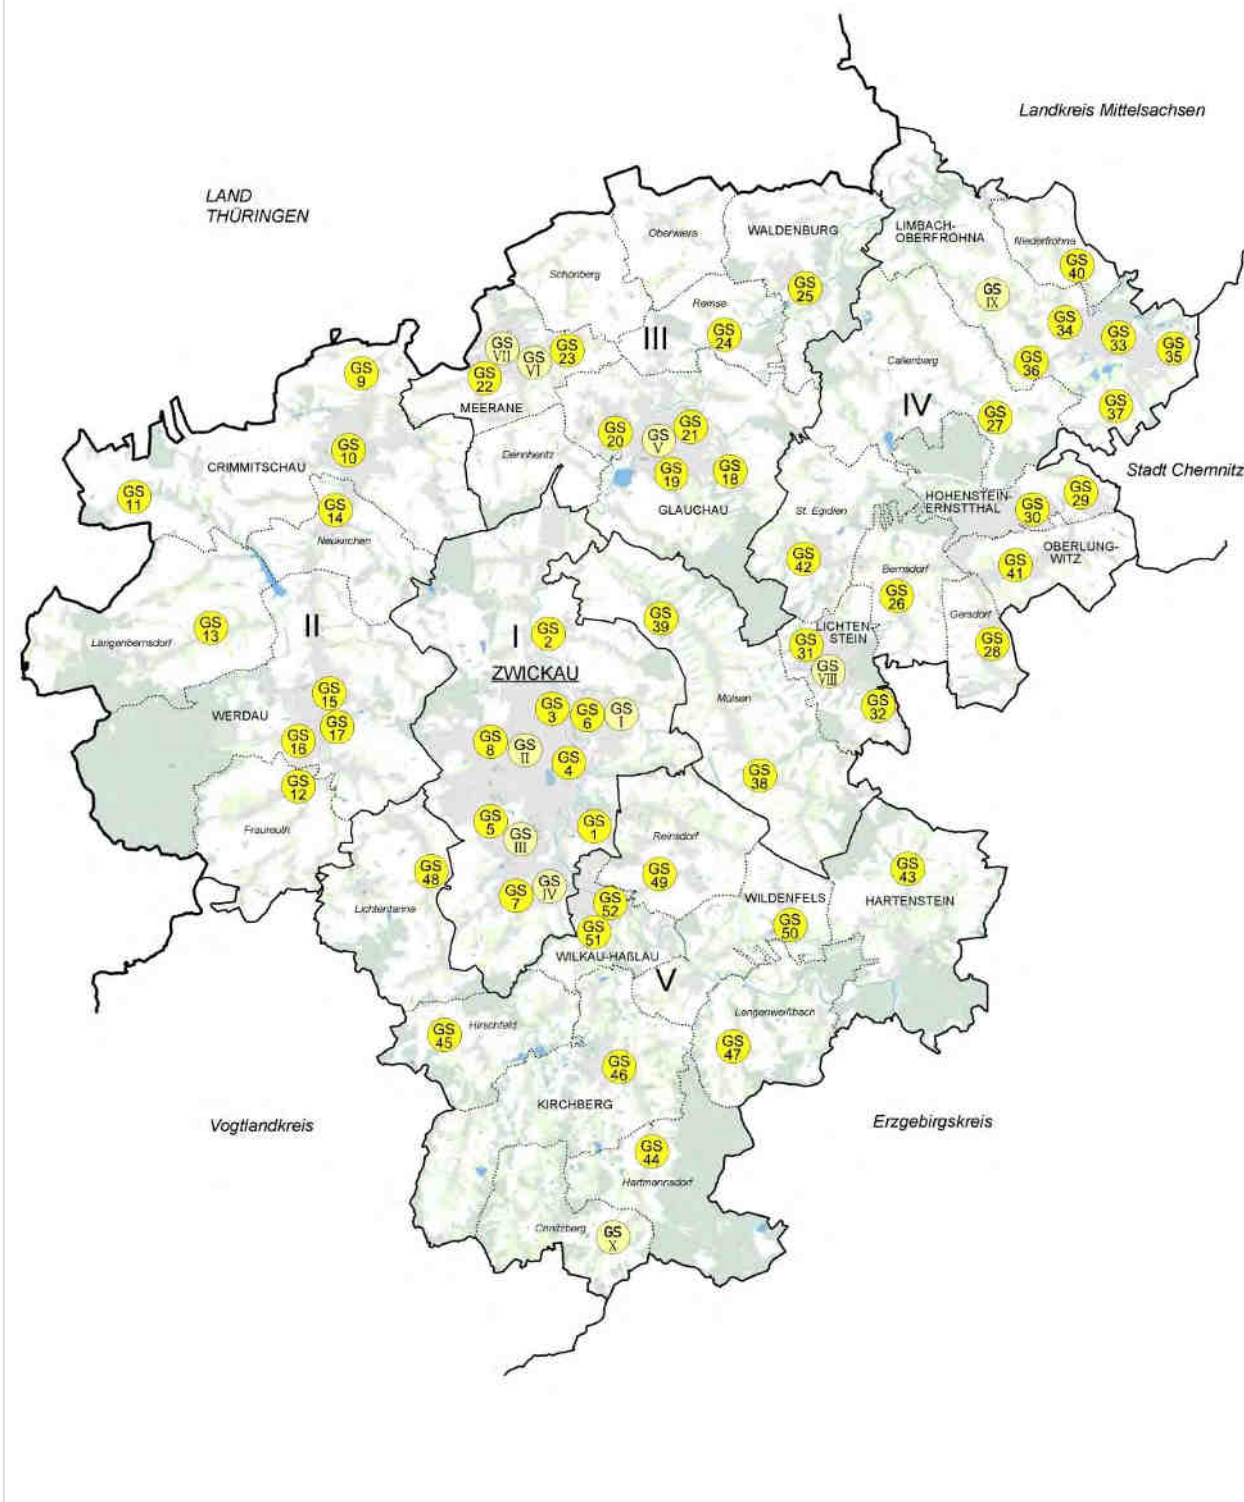 Landkreis Mittelsachsen
LAND
THÜRINGEN
Oberwiera
WALDENBURG
LIMBACH-
OBERFROHNA
Niederfrohna
GS
40
Schönberg
GS
25
GS
IX
Remse
GS
24
GS
34
GS
33
GS
35
III
GS
VII
GS
VI
GS
23
GS
22
GS
9
Callenberg
GS
36
MEERANE
IV
GS
27
GS
37
GS
20
GS
V
GS
21
GS
10
Dennheritz
CRIMMITSCHAU
GS
19
GS
18
Stadt Chemnitz
GS
11
GS
14
GLAUCHAU
St. Egidien
HOHENSTEIN-
ERNSTTHAL
GS
30
GS
29
Neukirchen
OBERLUNG-
WITZ
GS
42
GS
41
Bernsdorf
GS
26
Gersdorf
GS
28
GS
13
Langenbernsdorf
II
I
GS
2
GS
39
LICHTEN-
STEIN
GS
31
GS
VIII
ZWICKAU
Mülsen
GS
32
GS
15
WERDAU
GS
17
GS
16
GS
3
GS
6
GS
I
GS
8
GS
II
GS
4
GS
38
GS
12
Fraureuth
GS
5
GS
III
GS
1
Reinsdorf
GS
48
GS
49
GS
43
Lichtentanne
GS
7
GS
IV
GS
52
WILDENFELS
HARTENSTEIN
GS
51
GS
50
WILKAU-HAßLAU
V
Hirschfeld
GS
45
Langenweißbach
GS
47
GS
46
KIRCHBERG
Vogtlandkreis
Erzgebirgskreis
GS
44
Hartmannsdorf
Crinitzberg
GS
X